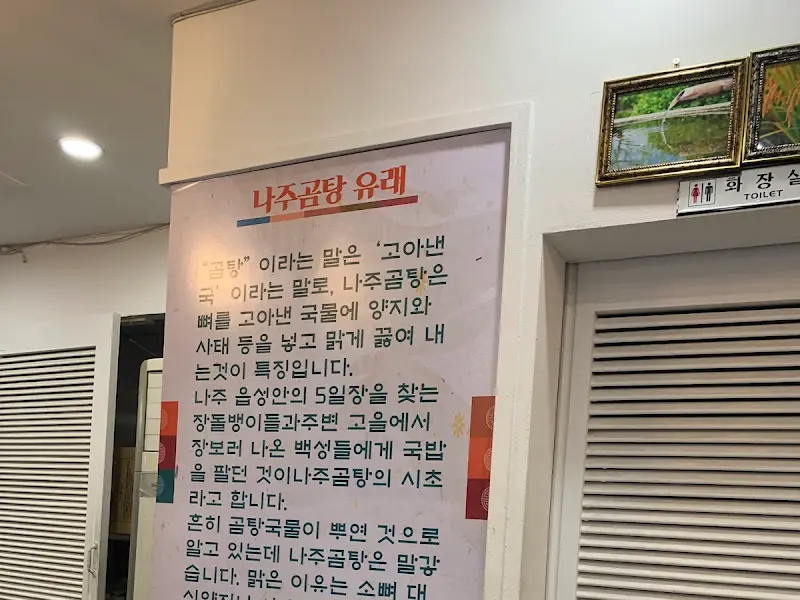 나주곰탕 유래
"곰탕" 이라는 말은 '고아낸
국' 이라는 말로, 나주곰탕은
뼈를 고아낸 국물에 양지와
사태 등을 넣고 맑게 끓여 내
는것이 특징입니다.
나주 읍성안의 5일장을 찾는
장돌뱅이들과주변 고을에서
장보러 나온 백성들에게 국밥
을 팔던 것이나주곰탕의 시초
라고 합니다.
흔히 곰탕국물이 뿌연 것으로
알고 있는데 나주곰탕은 말갛
습니다. 맑은 이유는 소뼈 대
화장실
TOILET